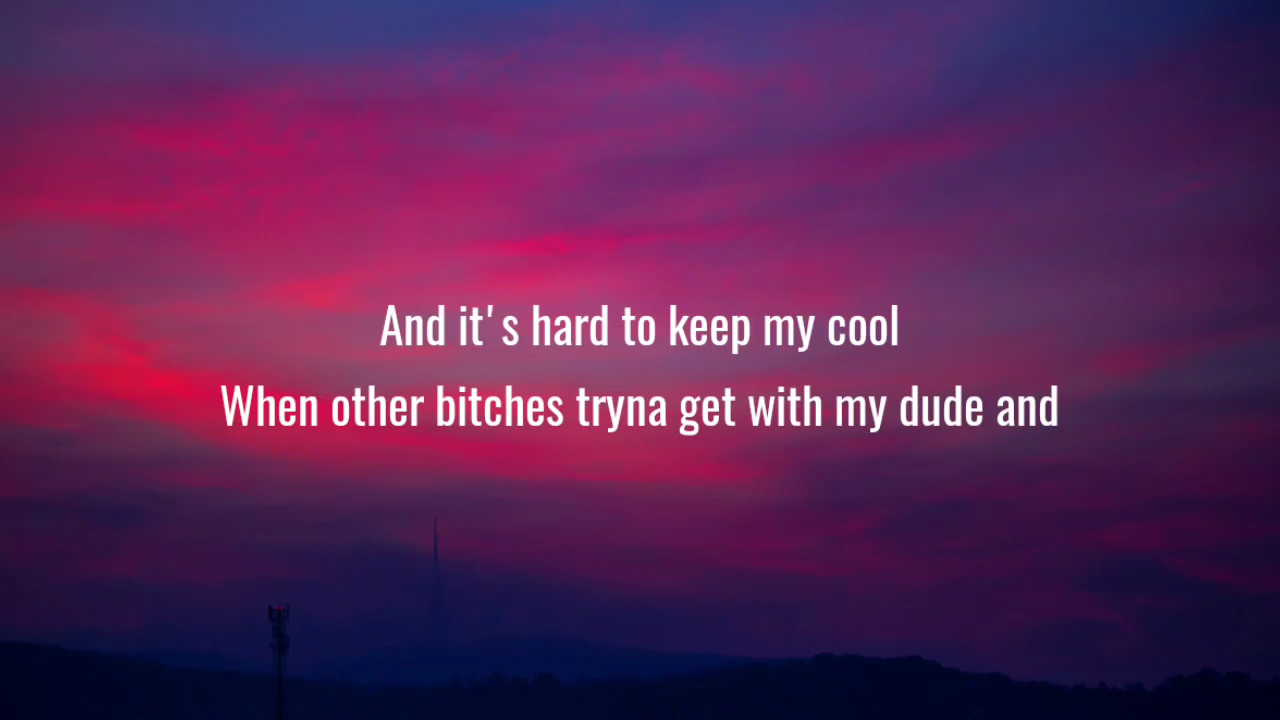 And it's hard to keep my cool
When other bitches tryna get with my dude and